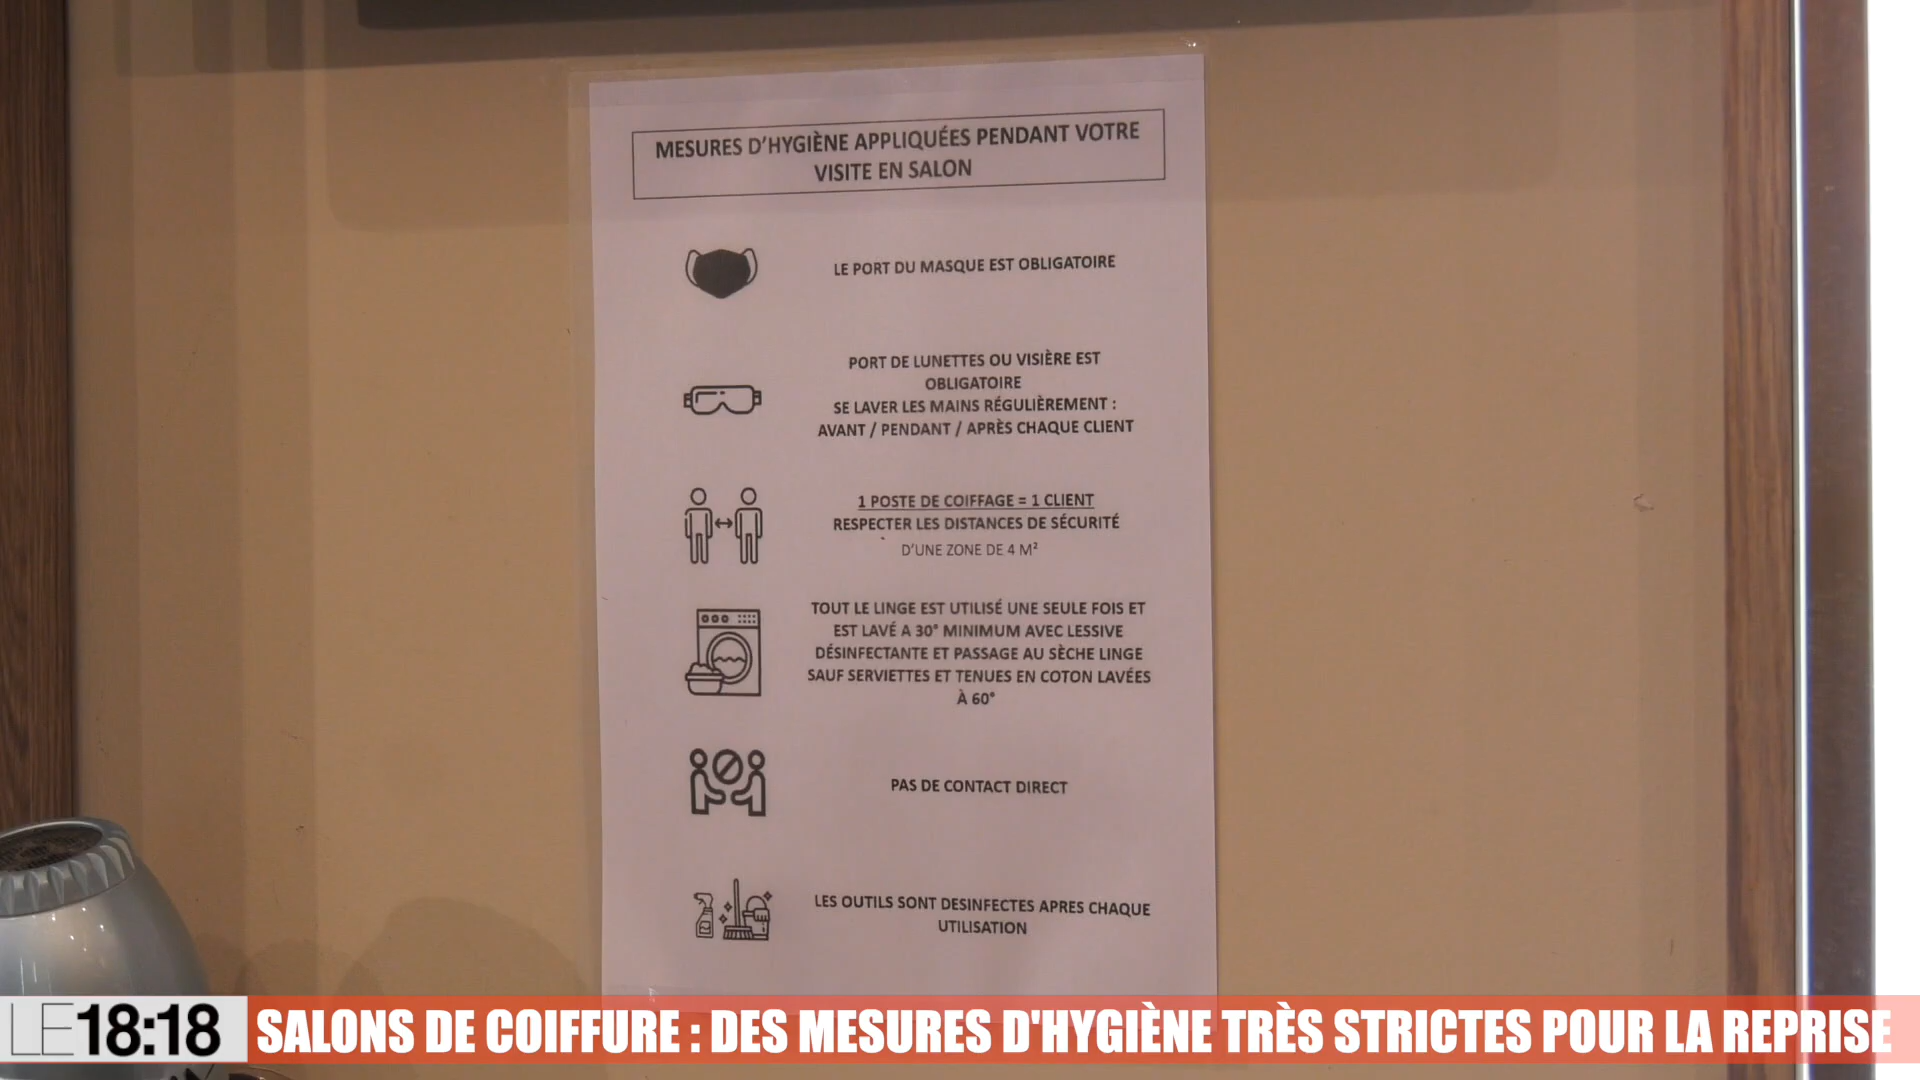 MESURES D'HYGIÈNE APPLIQUÉES PENDANT VOTRE
VISITE EN SALON
LE PORT DU MASQUE EST OBLIGATOIRE
PORT DE LUNETTES OU VISIÈRE EST
OBLIGATOIRE
SE LAVER LES MAINS RÉGULIÈREMENT :
AVANT / PENDANT / APRÈS CHAQUE CLIENT
1 POSTE DE COIFFAGE = 1 CLIENT
RESPECTER LES DISTANCES DE SÉCURITÉ
D'UNE ZONE DE 4 M²
TOUT LE LINGE EST UTILISÉ UNE SEULE FOIS ET
EST LAVÉ A 30° MINIMUM AVEC LESSIVE
DÉSINFECTANTE ET PASSAGE AU SÈCHE LINGE
SAUF SERVIETTES ET TENUES EN COTON LAVÉES
À 60°
PAS DE CONTACT DIRECT
LES OUTILS SONT DESINFECTES APRES CHAQUE
UTILISATION
LE 18:18 SALONS DE COIFFURE : DES MESURES D'HYGIÈNE TRÈS STRICTES POUR LA REPRISE